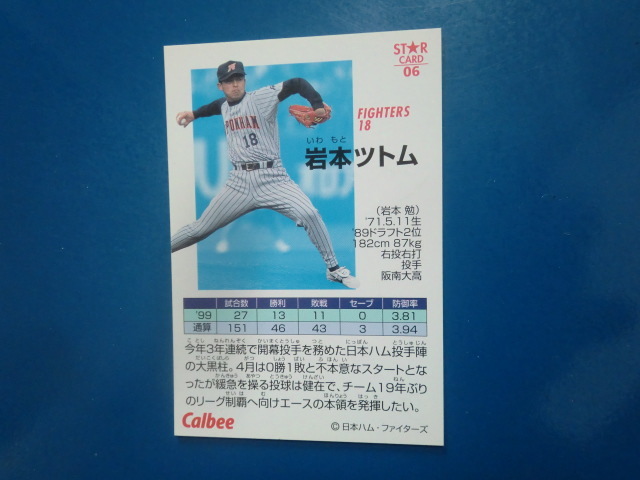 ST★R
CARD
06
FIGHTERS
18
いわ もと
岩本ツトム
PONHAM
18
(岩本 勉)
'71.5.11生
'89ドラフト2位
182cm 87kg
右投右打
投手
阪南大高
試合数 勝利 敗戦 セーブ 防御率
'99 27 13 11 0 3.81
通算 151 46 43 3 3.94
今年3年連続で開幕投手を務めた日本ハム投手陣
の大黒柱。4月は0勝1敗と不本意なスタートとな
ったが緩急を操る投球は健在で、チーム19年ぶり
のリーグ制覇へ向けエースの本領を発揮したい。
Calbee
©日本ハム・ファイターズ